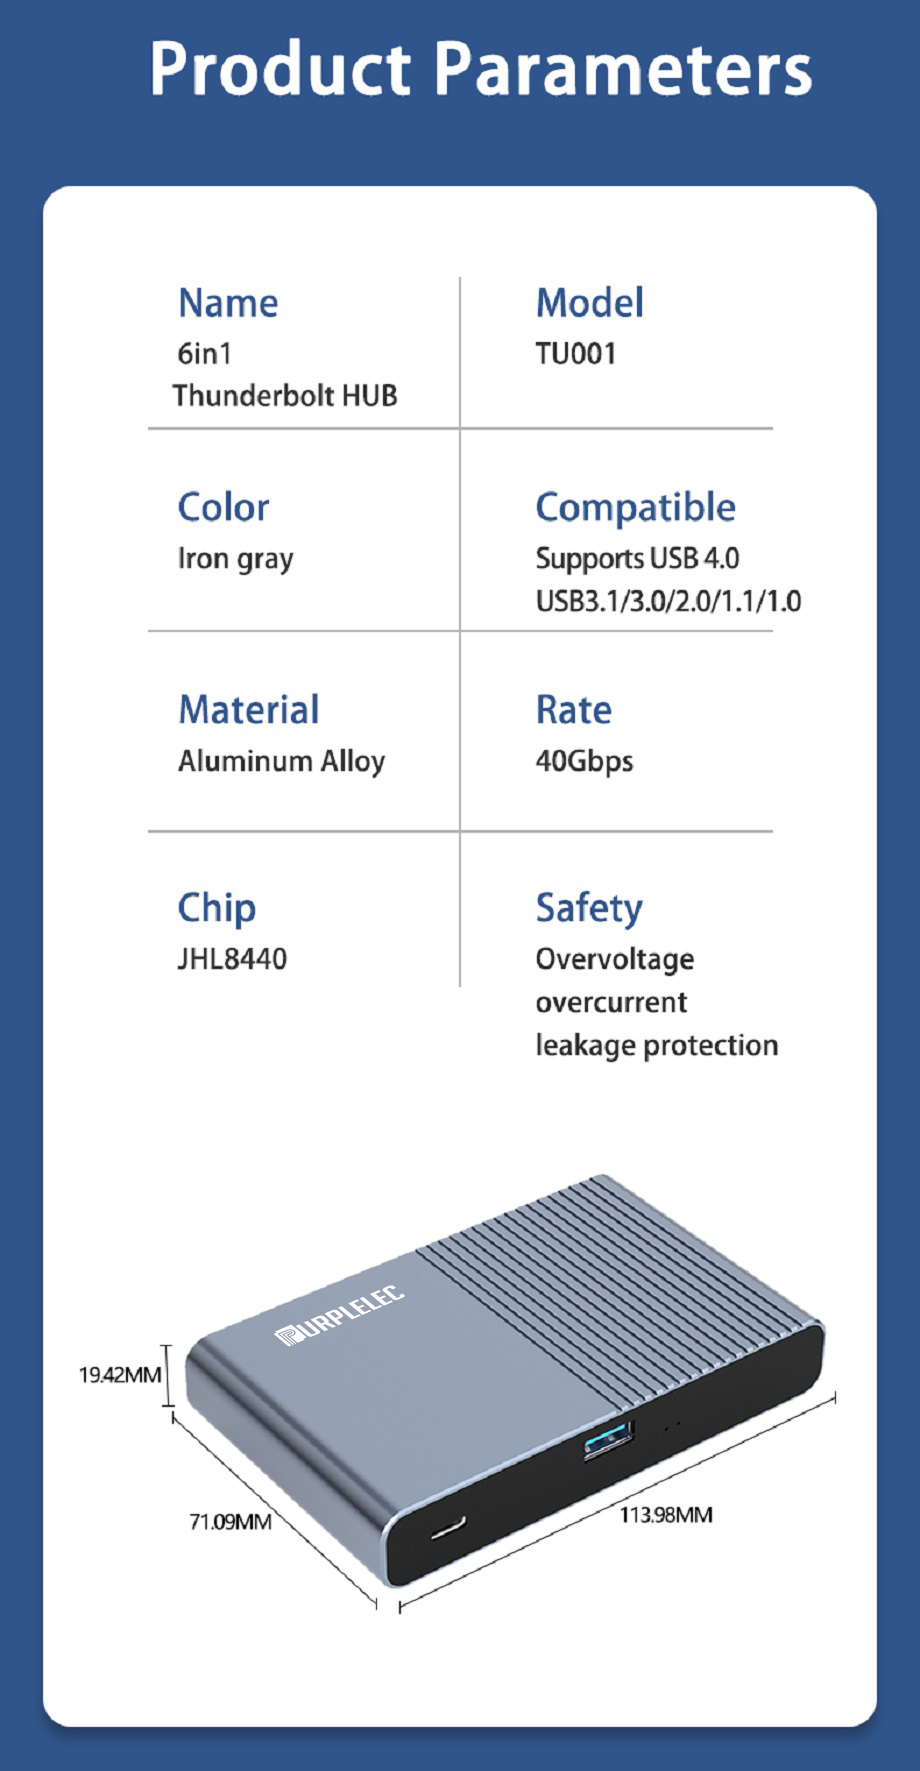 Product Parameters
Name
6in1
Thunderbolt HUB
Model
TU001
Color
Iron gray
Compatible
Supports USB 4.0
USB3.1/3.0/2.0/1.1/1.0
Material
Aluminum Alloy
Rate
40Gbps
Chip
JHL8440
Safety
Overvoltage
overcurrent
leakage protection
PURPLELEC
19.42MM
71.09MM
113.98MM